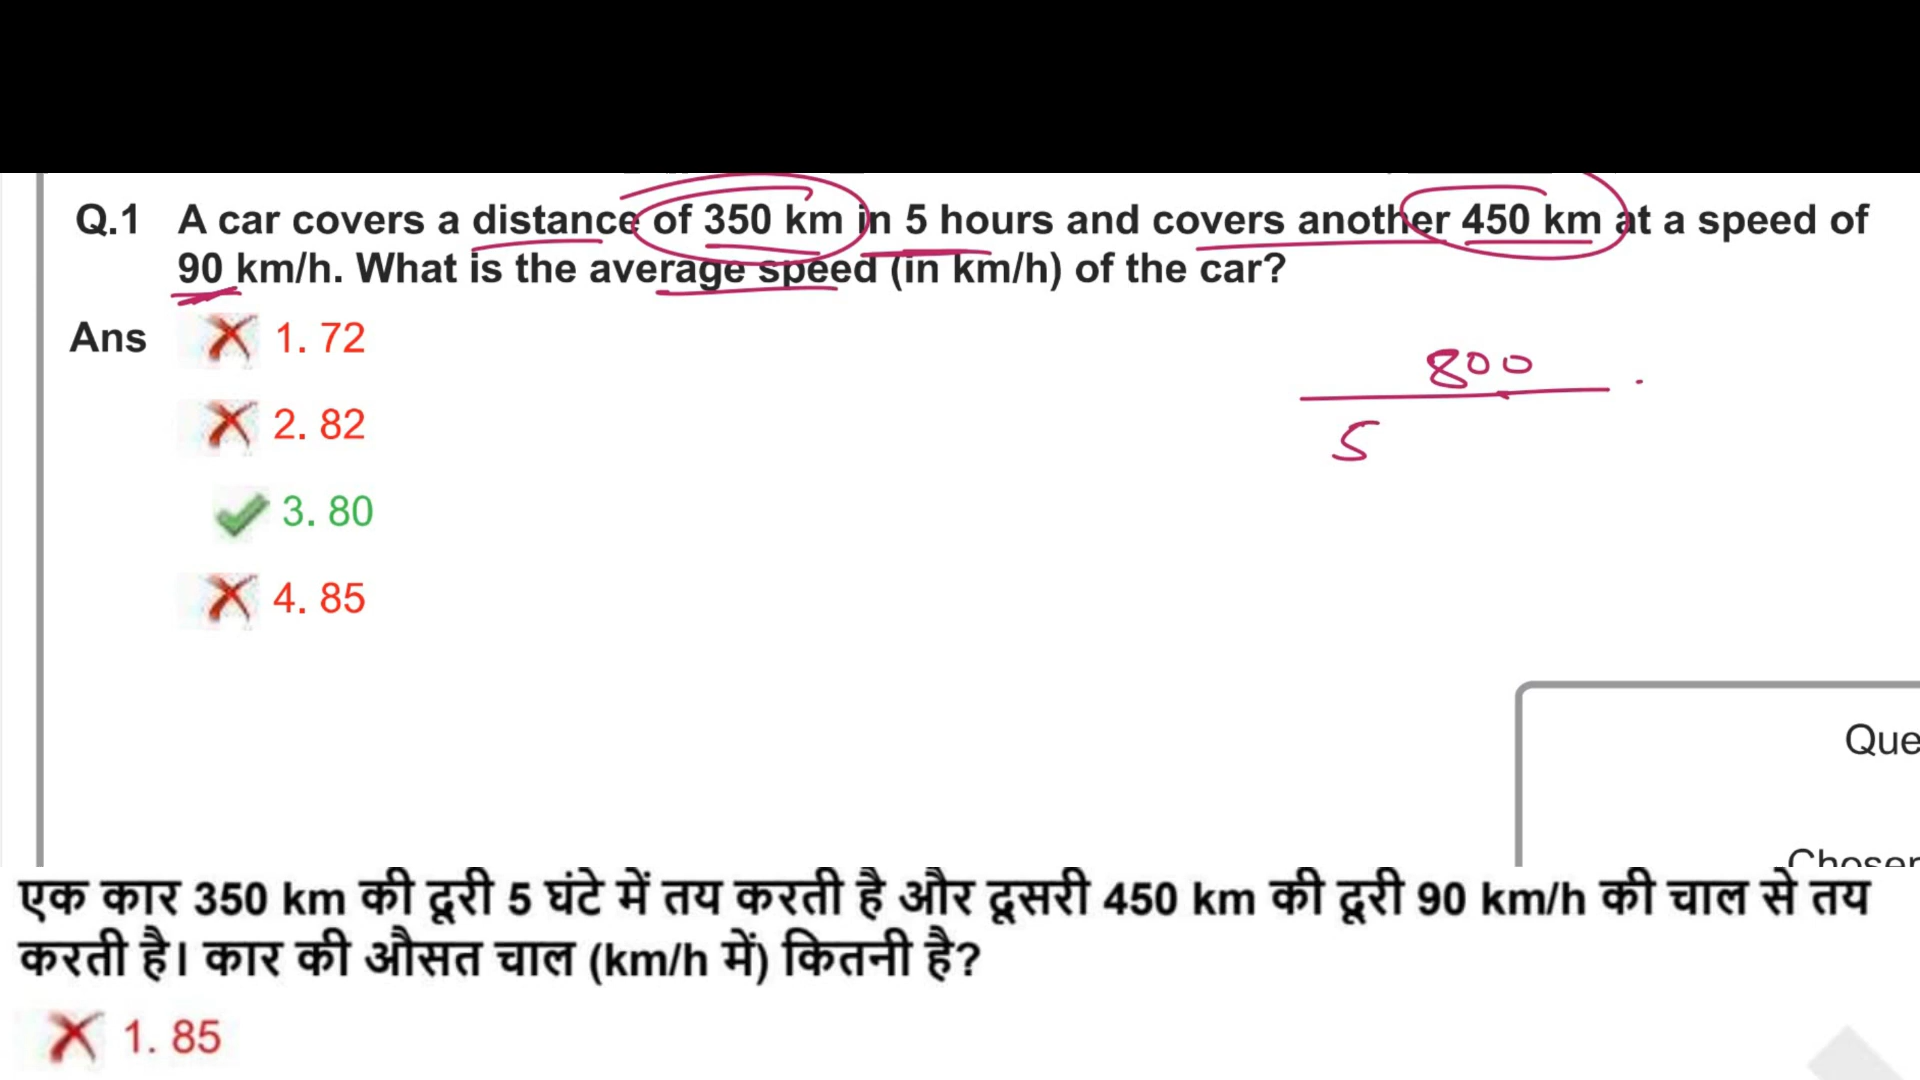 Q.1 A car covers a distance of 350 km in 5 hours and covers another 450 km at a speed of
90 km/h. What is the average speed (in km/h) of the car?
Ans 1. 72
2. 82
3. 80
4. 85
800
5
Que
Chosen
एक कार 350 km की दूरी 5 घंटे में तय करती है और दूसरी 450 km की दूरी 90 km/h की चाल से तय
करती है। कार की औसत चाल (km/h में) कितनी है?
1. 85